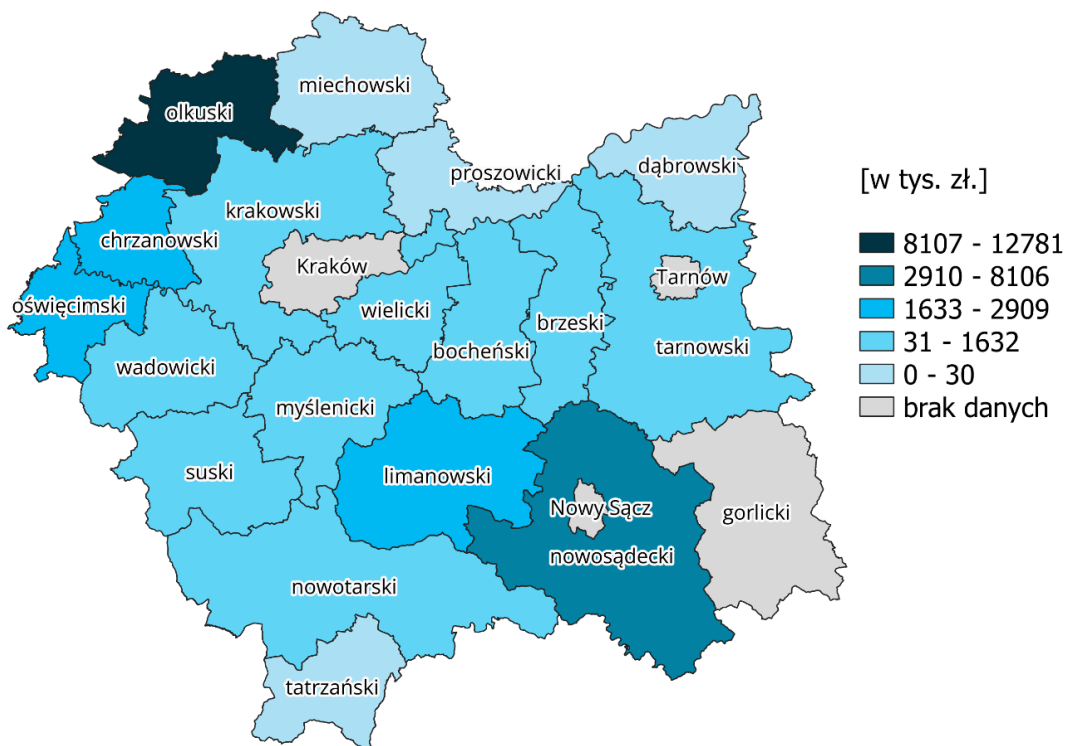 miechowski
olkuski
proszowicki
dąbrowski
[w tys. zł.]
krakowski
chrzanowski
8107 - 12781
Kraków
Tarnów
2910 - 8106
oświęcimski
wielicki
1633 - 2909
brzeski
31 - 1632
bocheński
tarnowski
wadowicki
0 - 30
myślenicki
brak danych
suski
limanowski
Nowy Sącz
gorlicki
nowosądecki
nowotarski
tatrzański